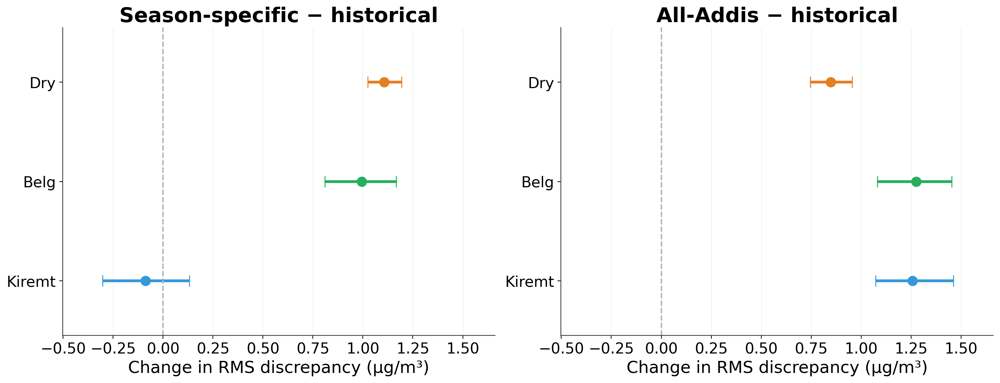 Season-specific − historical
Dry
Belg
Kiremt
−0.50 −0.25 0.00 0.25 0.50 0.75 1.00 1.25 1.50
Change in RMS discrepancy (µg/m³)
All-Addis − historical
Dry
Belg
Kiremt
−0.50 −0.25 0.00 0.25 0.50 0.75 1.00 1.25 1.50
Change in RMS discrepancy (µg/m³)